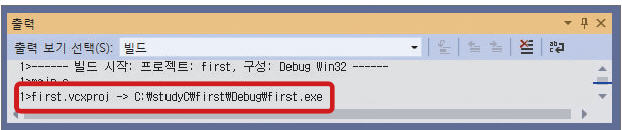 출력
출력 보기 선택(S): 빌드
1>------ 빌드 시작: 프로젝트: first, 구성: Debug Win32 ------
1>main.c
1>first.vcxproj -> C:₩studyC₩first₩Debug₩first.exe